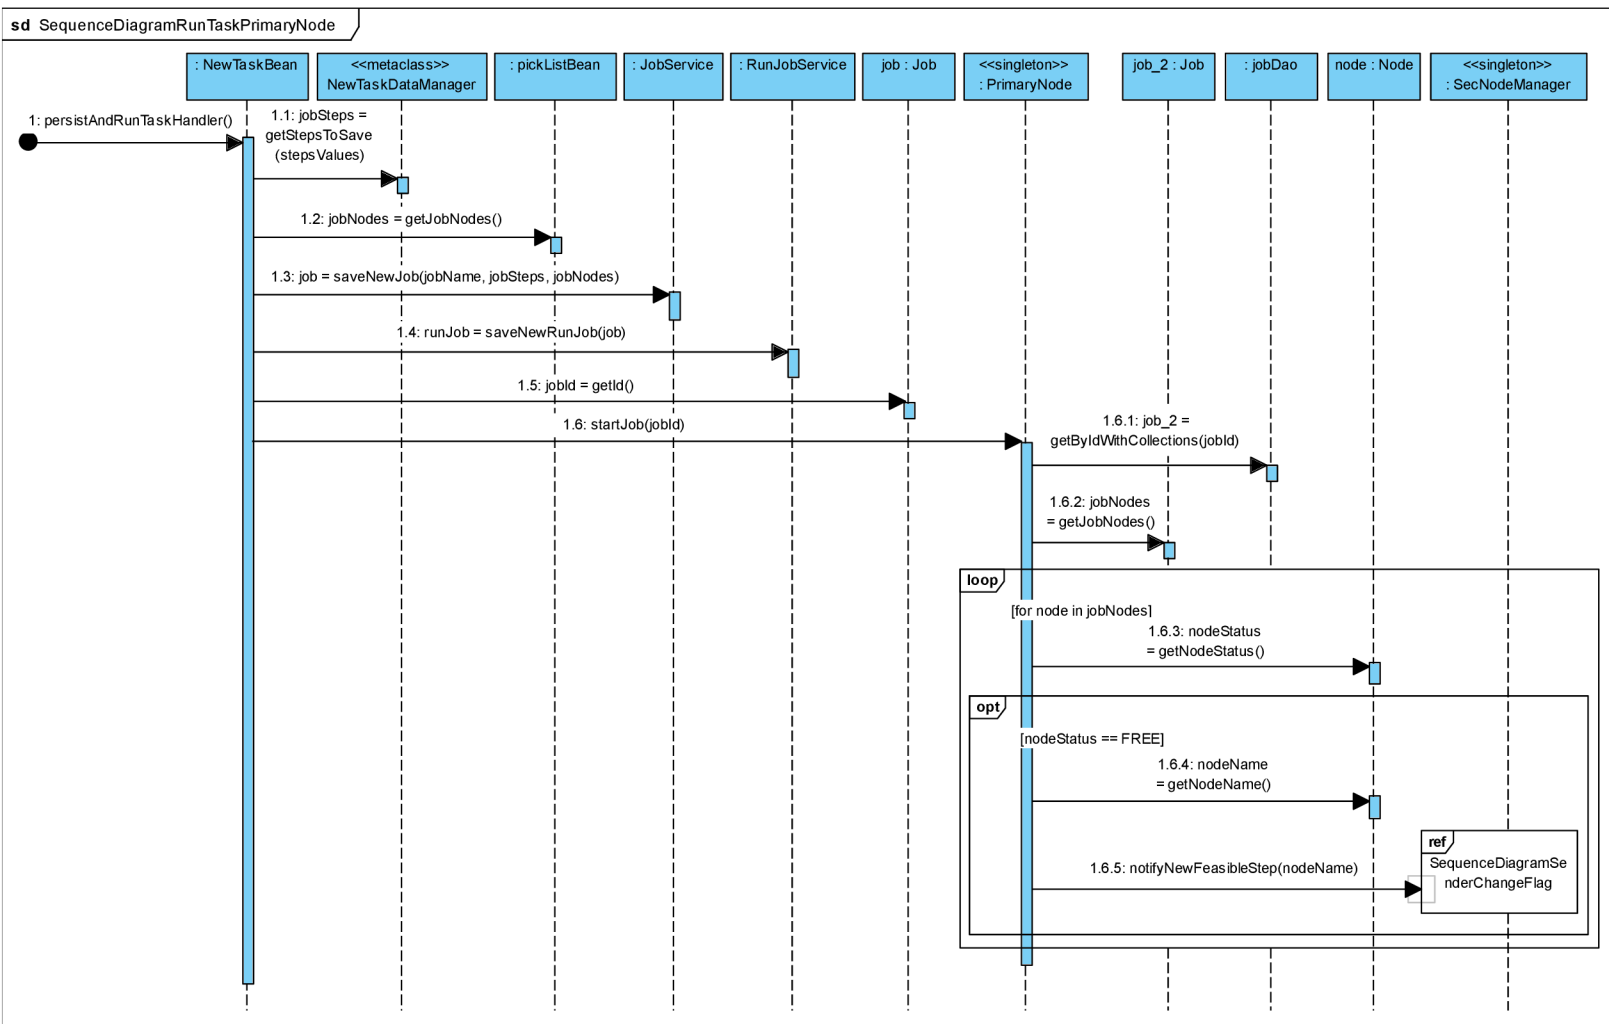 sd SequenceDiagramRunTaskPrimaryNode
: NewTaskBean
<<metaclass>>
NewTaskDataManager
: pickListBean
: JobService
: RunJobService
job : Job
<<singleton>>
: PrimaryNode
job_2 : Job
: jobDao
node : Node
<<singleton>>
: SecNodeManager
1: persistAndRunTaskHandler()
1.1: jobSteps =
getStepsToSave
(stepsValues)
1.2: jobNodes = getJobNodes()
1.3: job = saveNewJob(jobName, jobSteps, jobNodes)
1.4: runJob = saveNewRunJob(job)
1.5: jobId = getId()
1.6: startJob(jobId)
1.6.1: job_2 =
getByIdWithCollections(jobId)
1.6.2: jobNodes
= getJobNodes()
loop
[for node in jobNodes]
1.6.3: nodeStatus
= getNodeStatus()
opt
[nodeStatus == FREE]
1.6.4: nodeName
= getNodeName()
ref
SequenceDiagramSe
nderChangeFlag
1.6.5: notifyNewFeasibleStep(nodeName)